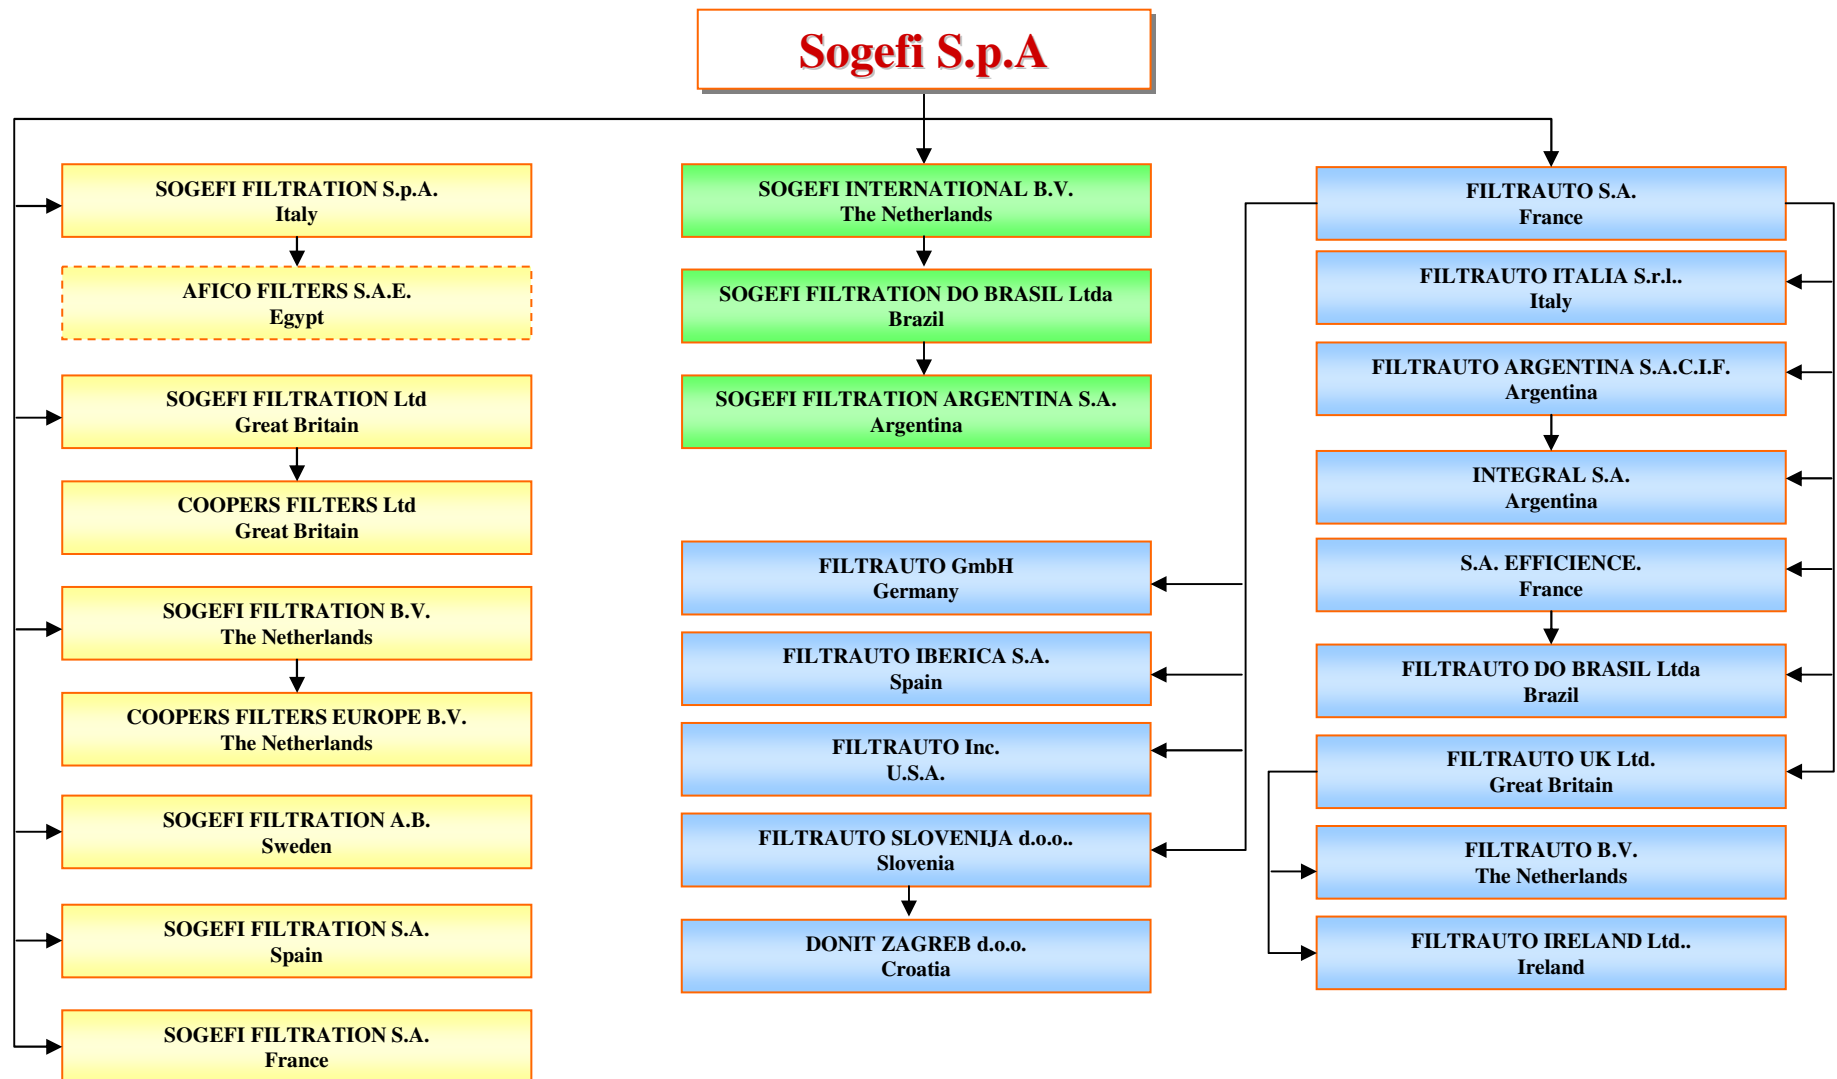 Sogefi S.p.A
SOGEFI FILTRATION S.p.A.
Italy
AFICO FILTERS S.A.E.
Egypt
SOGEFI FILTRATION Ltd
Great Britain
COOPERS FILTERS Ltd
Great Britain
SOGEFI FILTRATION B.V.
The Netherlands
COOPERS FILTERS EUROPE B.V.
The Netherlands
SOGEFI FILTRATION A.B.
Sweden
SOGEFI FILTRATION S.A.
Spain
SOGEFI FILTRATION S.A.
France
SOGEFI INTERNATIONAL B.V.
The Netherlands
SOGEFI FILTRATION DO BRASIL Ltda
Brazil
SOGEFI FILTRATION ARGENTINA S.A.
Argentina
FILTRAUTO GmbH
Germany
FILTRAUTO IBERICA S.A.
Spain
FILTRAUTO Inc.
U.S.A.
FILTRAUTO SLOVENIJA d.o.o..
Slovenia
DONIT ZAGREB d.o.o.
Croatia
FILTRAUTO S.A.
France
FILTRAUTO ITALIA S.r.l..
Italy
FILTRAUTO ARGENTINA S.A.C.I.F.
Argentina
INTEGRAL S.A.
Argentina
S.A. EFFICIENCE.
France
FILTRAUTO DO BRASIL Ltda
Brazil
FILTRAUTO UK Ltd.
Great Britain
FILTRAUTO B.V.
The Netherlands
FILTRAUTO IRELAND Ltd..
Ireland